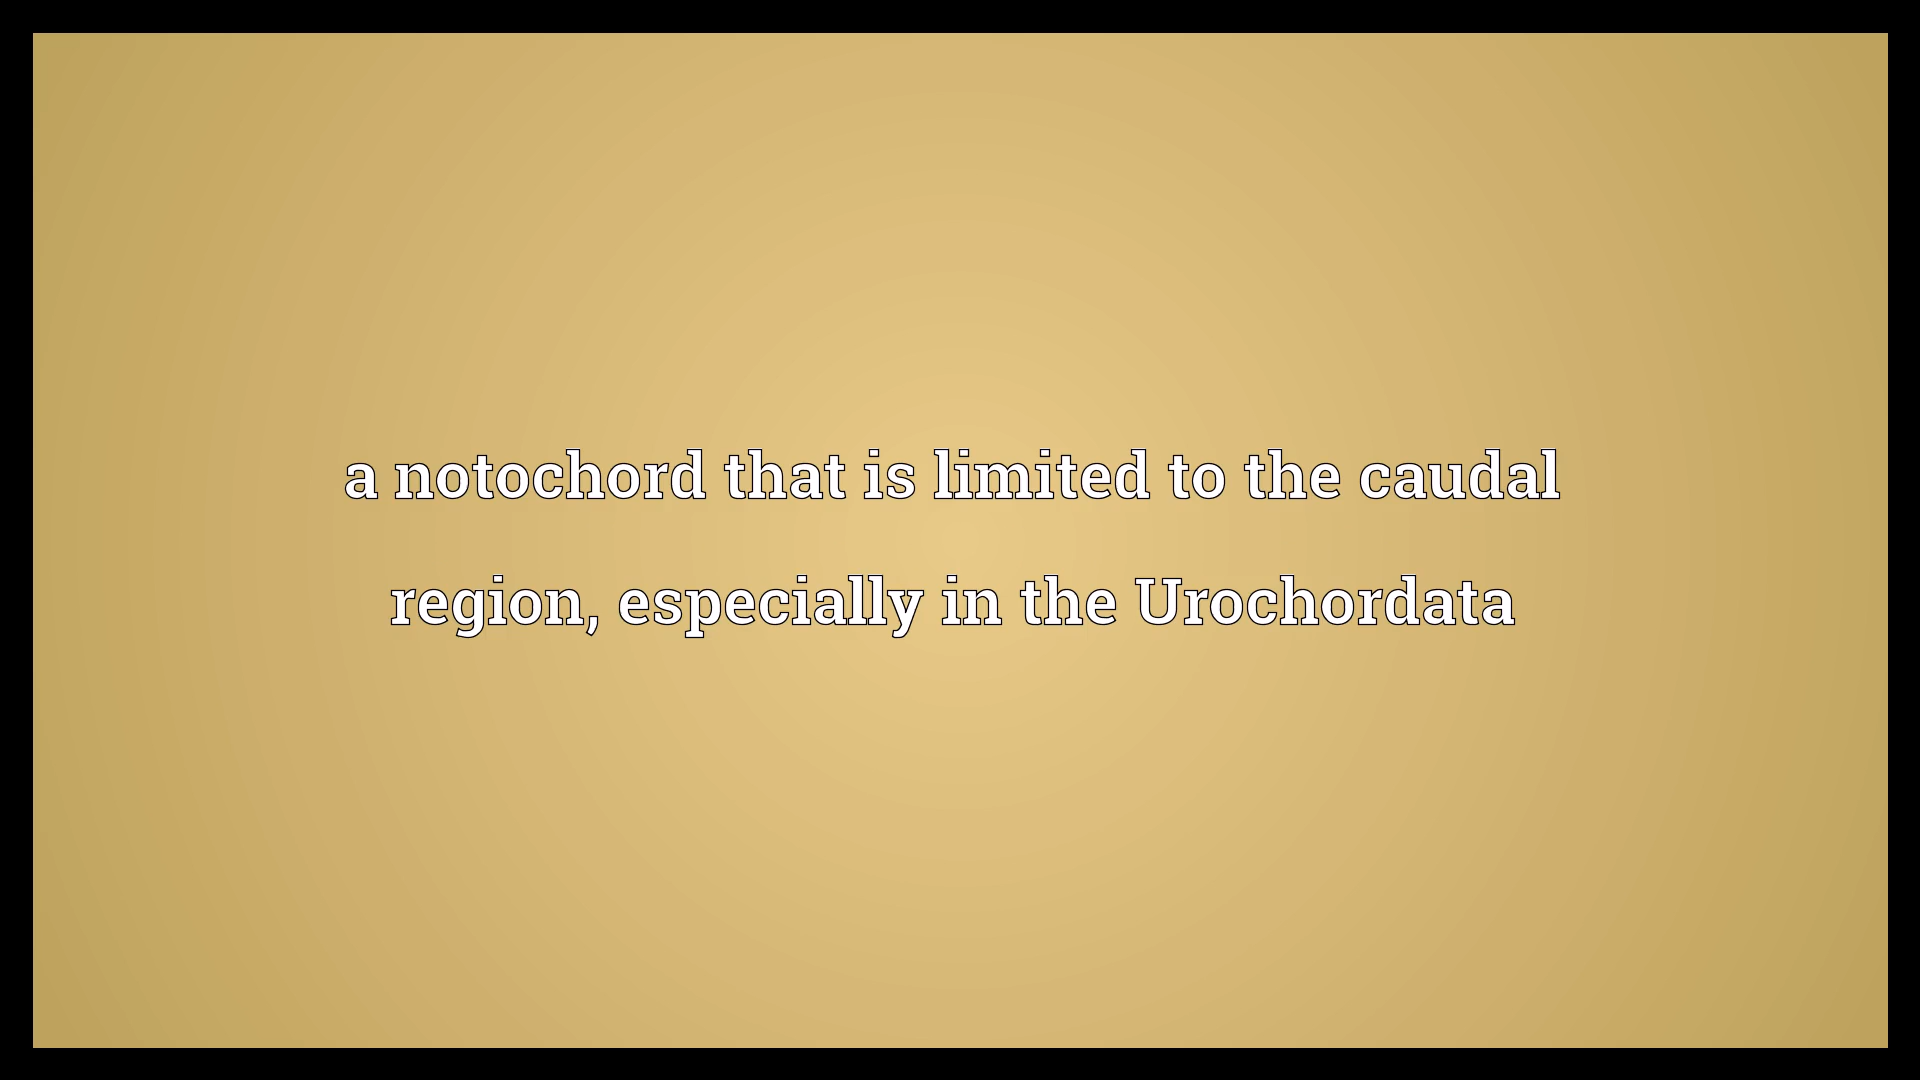 a notochord that is limited to the caudal
region, especially in the Urochordata